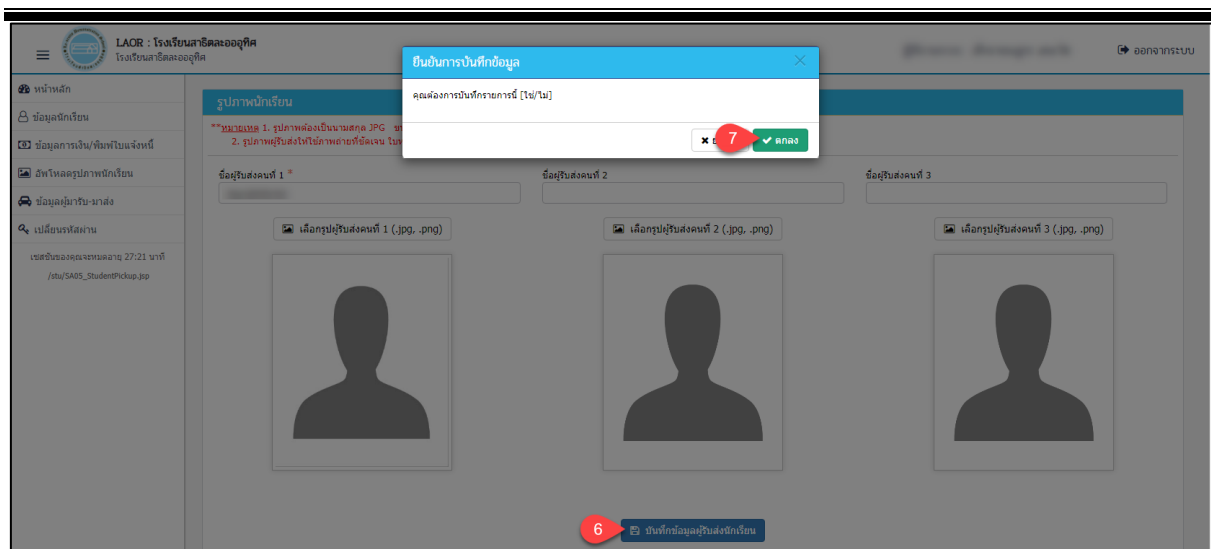 LAOR : โรงเรียนสาธิตละอออุทิศ
โรงเรียนสาธิตละอออุทิศ
ออกจากระบบ
หน้าหลัก
ข้อมูลนักเรียน
ข้อมูลการเงิน/พิมพ์ใบแจ้งหนี้
อัพโหลดรูปภาพนักเรียน
ข้อมูลผู้มารับ-มาส่ง
เปลี่ยนรหัสผ่าน
เซสชันของคุณจะหมดอายุ 27:21 นาที
/stu/SA05_StudentPickup.jsp
ยืนยันการบันทึกข้อมูล
คุณต้องการบันทึกรายการนี้ [ใช่/ไม่]
7
ตกลง
รูปภาพนักเรียน
**หมายเหตุ 1. รูปภาพต้องเป็นนามสกุล JPG
2. รูปภาพผู้รับส่งให้ใช้ภาพถ่ายที่ชัดเจน
ชื่อผู้รับส่งคนที่ 1 *
ชื่อผู้รับส่งคนที่ 2
ชื่อผู้รับส่งคนที่ 3
เลือกรูปผู้รับส่งคนที่ 1 (.jpg, .png)
เลือกรูปผู้รับส่งคนที่ 2 (.jpg, .png)
เลือกรูปผู้รับส่งคนที่ 3 (.jpg, .png)
6
บันทึกข้อมูลผู้รับส่งนักเรียน